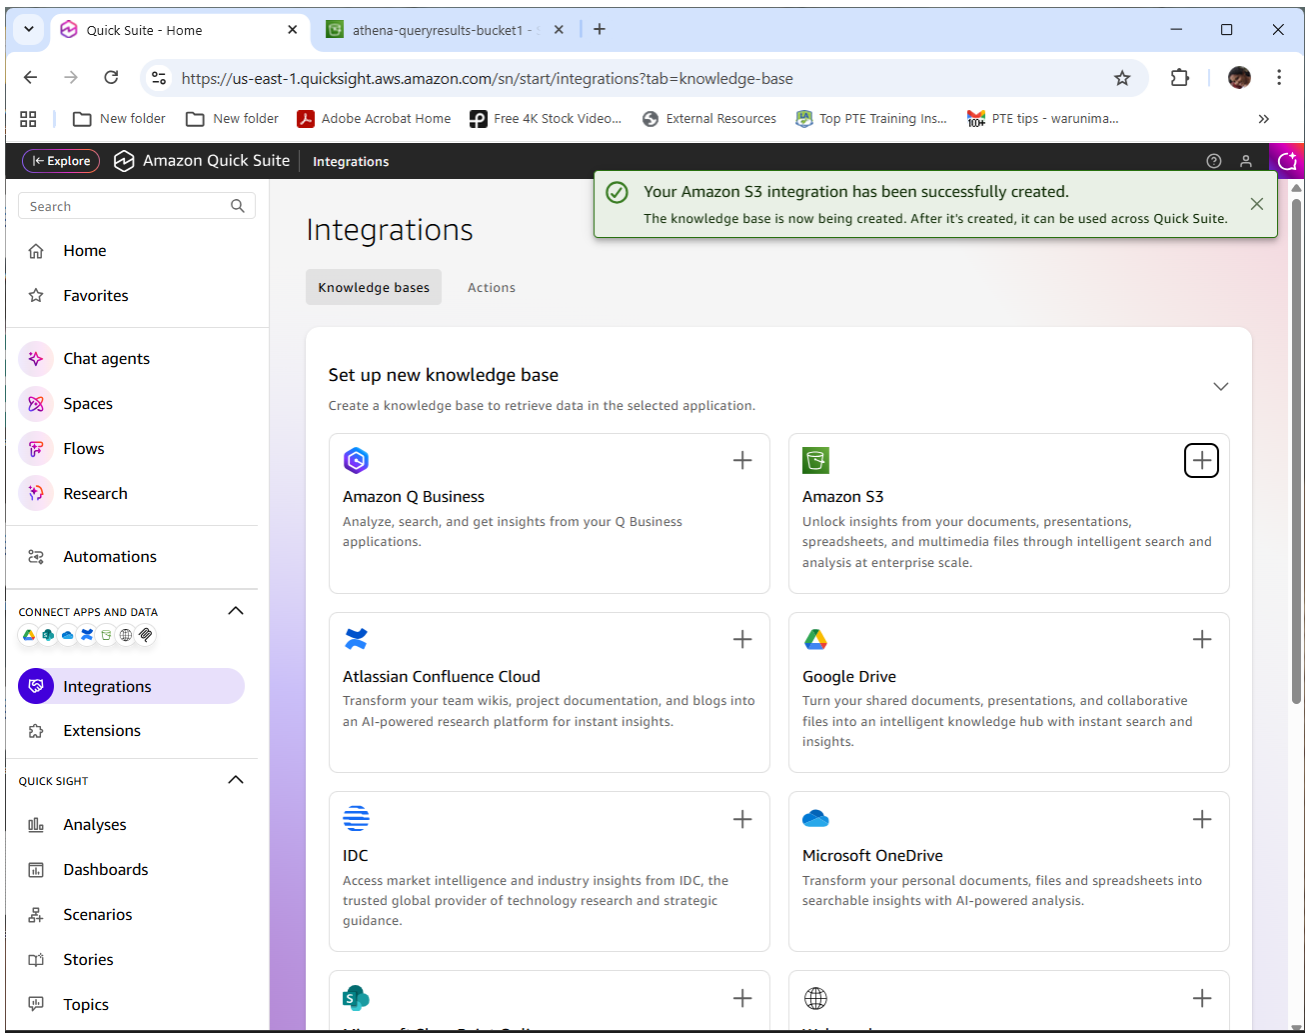 Quick Suite - Home
athena-queryresults-bucket1 -
https://us-east-1.quicksight.aws.amazon.com/sn/start/integrations?tab=knowledge-base
New folder
New folder
Adobe Acrobat Home
Free 4K Stock Video...
External Resources
Top PTE Training Ins...
PTE tips - warunima...
Explore
Amazon Quick Suite
Integrations
Your Amazon S3 integration has been successfully created.
The knowledge base is now being created. After it's created, it can be used across Quick Suite.
Search
Home
Favorites
Chat agents
Spaces
Flows
Research
Automations
CONNECT APPS AND DATA
Integrations
Extensions
QUICK SIGHT
Analyses
Dashboards
Scenarios
Stories
Topics
Integrations
Knowledge bases
Actions
Set up new knowledge base
Create a knowledge base to retrieve data in the selected application.
Amazon Q Business
Analyze, search, and get insights from your Q Business
applications.
Amazon S3
Unlock insights from your documents, presentations,
spreadsheets, and multimedia files through intelligent search and
analysis at enterprise scale.
Atlassian Confluence Cloud
Transform your team wikis, project documentation, and blogs into
an AI-powered research platform for instant insights.
Google Drive
Turn your shared documents, presentations, and collaborative
files into an intelligent knowledge hub with instant search and
insights.
IDC
Access market intelligence and industry insights from IDC, the
trusted global provider of technology research and strategic
guidance.
Microsoft OneDrive
Transform your personal documents, files and spreadsheets into
searchable insights with AI-powered analysis.